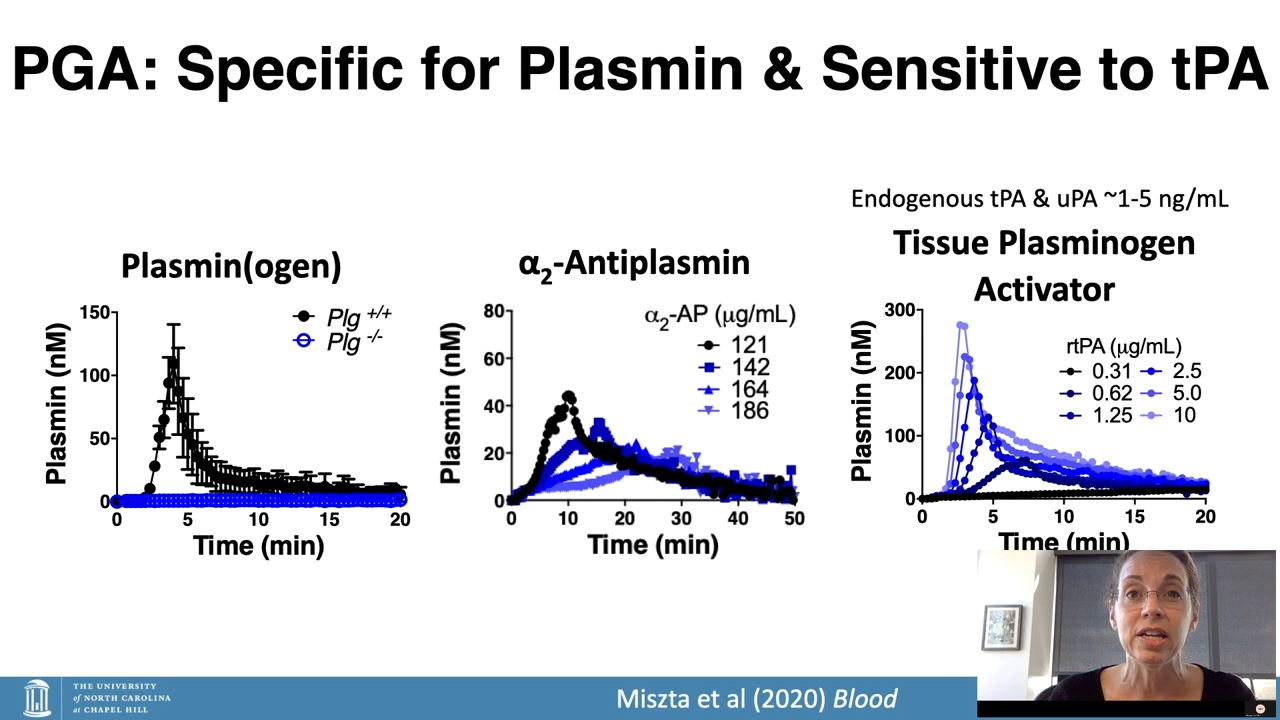 PGA: Specific for Plasmin & Sensitive to tPA
Plasmin(ogen)
Plasmin (nM)
150
100
50
0
Plg +/+
Plg -/-
0 5 10 15 20
Time (min)
α2-Antiplasmin
Plasmin (nM)
80
60
40
20
0
α2-AP (µg/mL)
121
142
164
186
0 10 20 30 40 50
Time (min)
Endogenous tPA & uPA ~1-5 ng/mL
Tissue Plasminogen
Activator
Plasmin (nM)
300
200
100
0
rtPA (µg/mL)
0.31 2.5
0.62 5.0
1.25 10
0 5 10 15 20
Time (min)
THE UNIVERSITY
of NORTH CAROLINA
at CHAPEL HILL
Miszta et al (2020) Blood